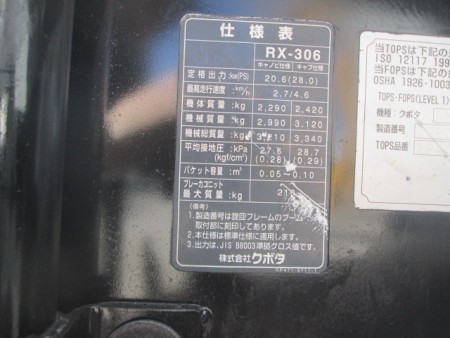 仕様表
RX-306
キャノピ仕様 キャブ仕様
定格出力:kw(PS) 20.6(28.0)
最高走行速度:km/h 2.7/4.6
機体質量:kg 2,290 2,420
機械質量:kg 2,990 3,120
機械総質量:kg 3,210 3,340
平均接地圧:kPa 27.5 28.7
(kgf/cm²) (0.28) (0.29)
バケット容量:m³ 0.05〜0.10
ブレーカユニット
最大質量:kg
(備考)
1.製造番号は旋回フレームのブーム
取付部に刻印してあります。
2.本仕様は標準仕様に適用します。
3.出力は、JIS B8003準拠グロス値です。
株式会社クボタ
当TOPSは下記の
ISO 12117 199
当FOPSは下記の
OSHA 1926-1003
TOPS-FOPS(LEVEL 1)
機種: クボタ
製造番号
TOPS品番